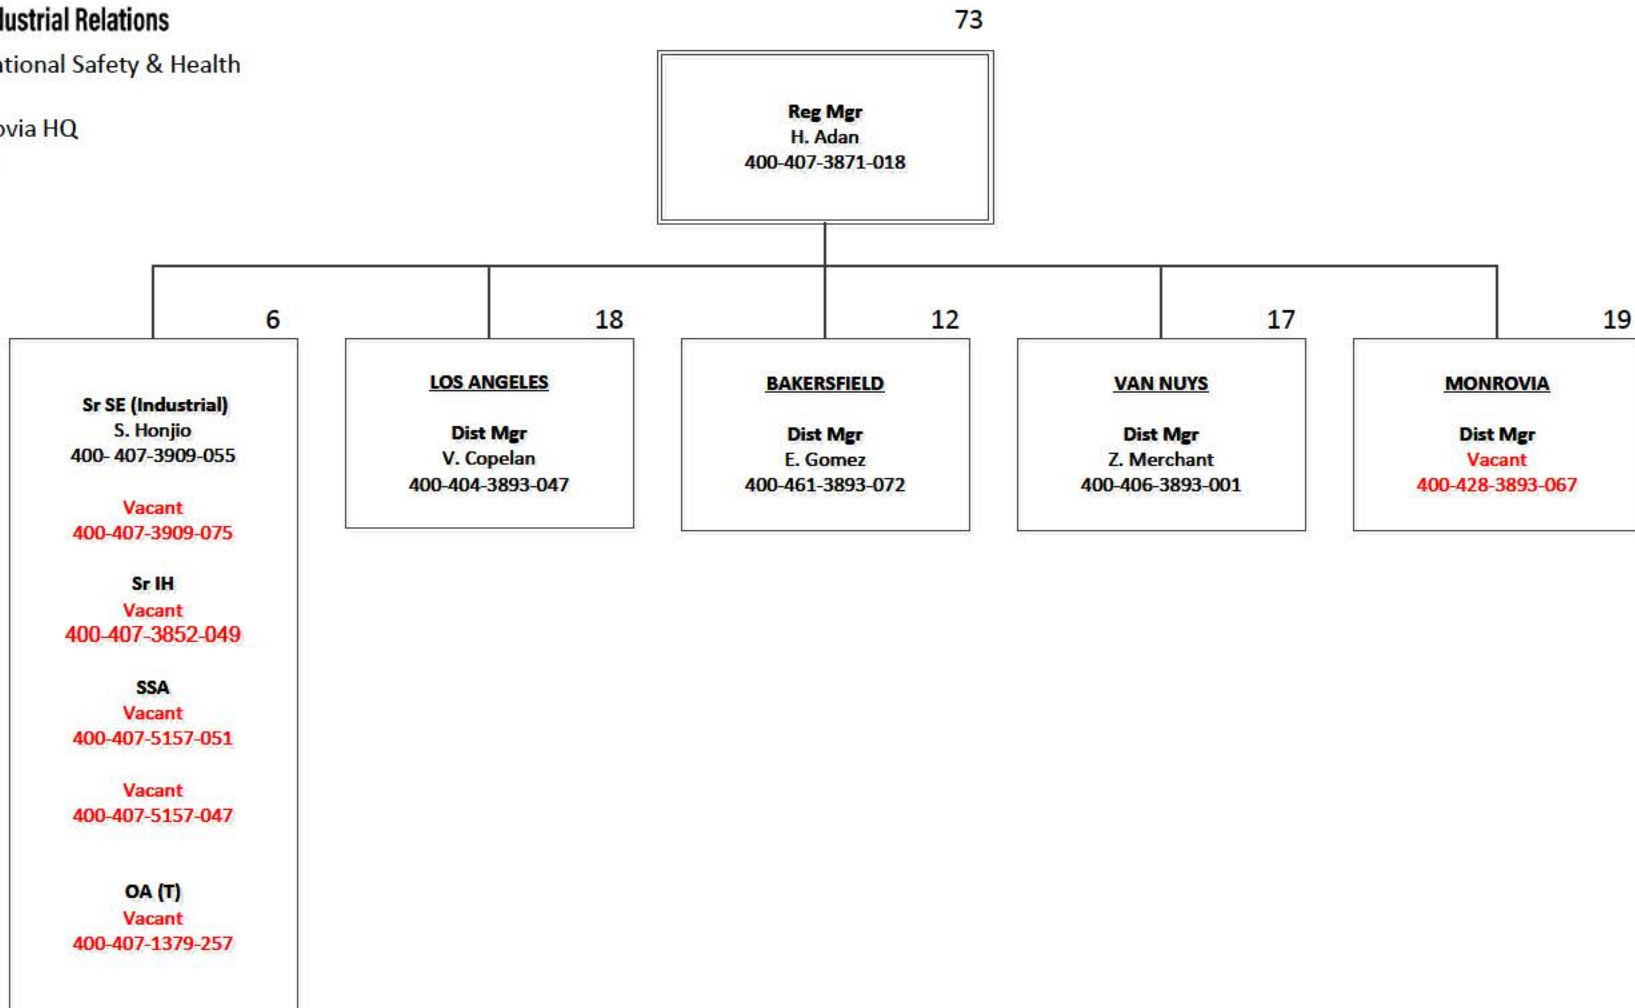 dustrial Relations
ational Safety & Health
ovia HQ
73
Reg Mgr
H. Adan
400-407-3871-018
6
Sr SE (Industrial)
S. Honjio
400- 407-3909-055
Vacant
400-407-3909-075
Sr IH
Vacant
400-407-3852-049
SSA
Vacant
400-407-5157-051
Vacant
400-407-5157-047
OA (T)
Vacant
400-407-1379-257
18
LOS ANGELES
Dist Mgr
V. Copelan
400-404-3893-047
12
BAKERSFIELD
Dist Mgr
E. Gomez
400-461-3893-072
17
VAN NUYS
Dist Mgr
Z. Merchant
400-406-3893-001
19
MONROVIA
Dist Mgr
Vacant
400-428-3893-067